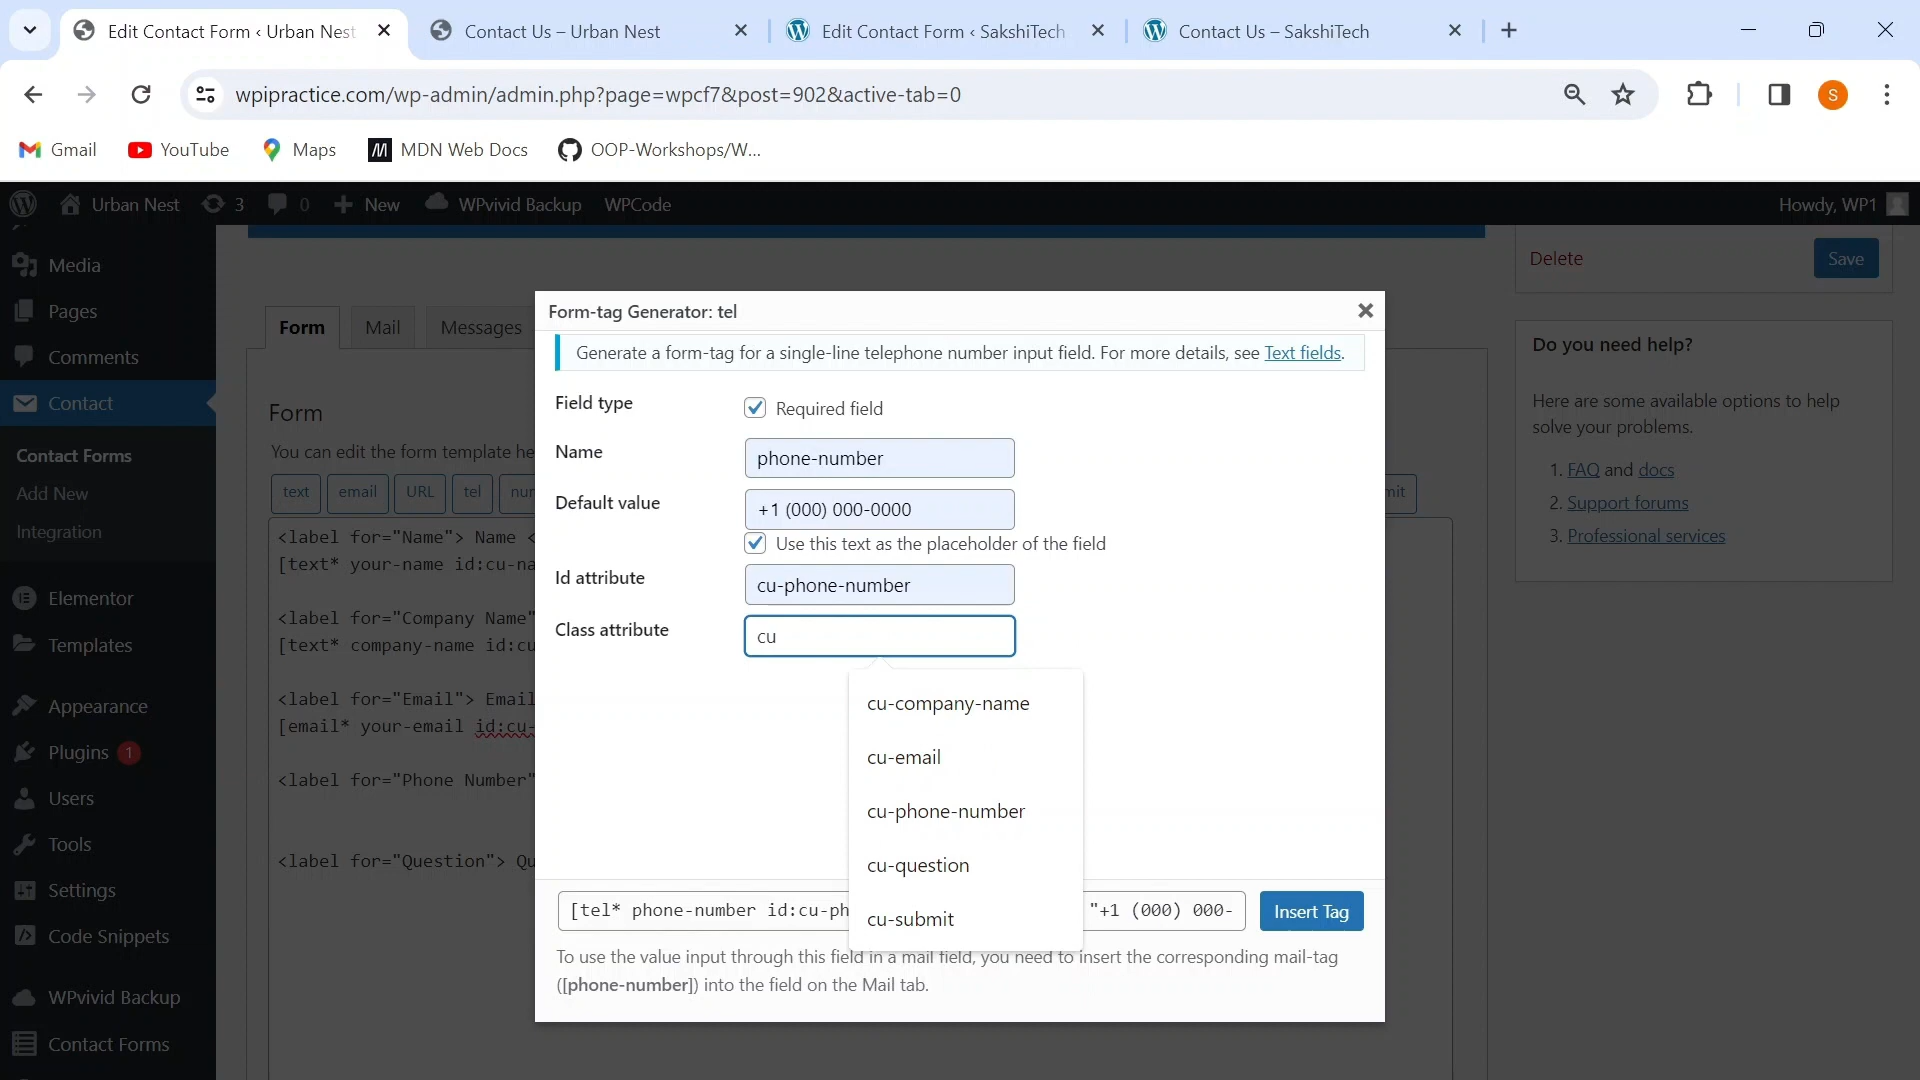 Edit Contact Form ‹ Urban Nest
Contact Us – Urban Nest
Edit Contact Form ‹ SakshiTech
Contact Us – SakshiTech
wpipractice.com/wp-admin/admin.php?page=wpcf7&post=902&active-tab=0
S
Gmail
YouTube
Maps
MDN Web Docs
OOP-Workshops/W...
Urban Nest
3
0
New
WPvivid Backup
WPCode
Howdy, WP1
Media
Pages
Comments
Contact
Contact Forms
Add New
Integration
Elementor
Templates
Appearance
Plugins 1
Users
Tools
Settings
Code Snippets
WPvivid Backup
Contact Forms
Form
Mail
Messages
Form
You can edit the form template he
text
email
URL
tel
nu
mit
<label for="Name"> Name <
[text* your-name id:cu-na
<label for="Company Name"
[text* company-name id:cu
<label for="Email"> Email
[email* your-email id:cu-
<label for="Phone Number"
<label for="Question"> Qu
Form-tag Generator: tel
Generate a form-tag for a single-line telephone number input field. For more details, see Text fields.
Field type
Required field
Name
phone-number
Default value
+1 (000) 000-0000
Use this text as the placeholder of the field
Id attribute
cu-phone-number
Class attribute
cu
cu-company-name
cu-email
cu-phone-number
cu-question
cu-submit
[tel* phone-number id:cu-ph
"+1 (000) 000-
Insert Tag
To use the value input through this field in a mail field, you need to insert the corresponding mail-tag
([phone-number]) into the field on the Mail tab.
Delete
Save
Do you need help?
Here are some available options to help
solve your problems.
1. FAQ and docs
2. Support forums
3. Professional services